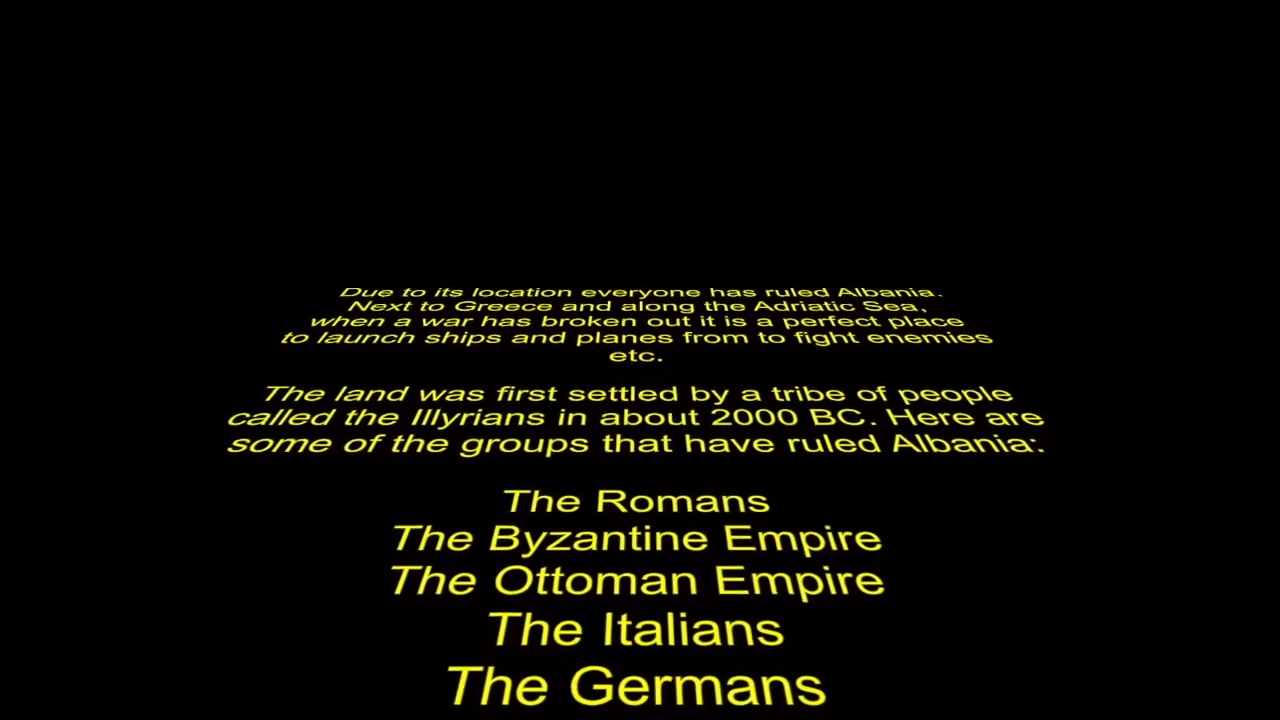 Due to its location everyone has ruled Albania.
Next to Greece and along the Adriatic Sea,
when a war has broken out it is a perfect place
to launch ships and planes from to fight enemies
etc.
The land was first settled by a tribe of people
called the Illyrians in about 2000 BC. Here are
some of the groups that have ruled Albania:
The Romans
The Byzantine Empire
The Ottoman Empire
The Italians
The Germans